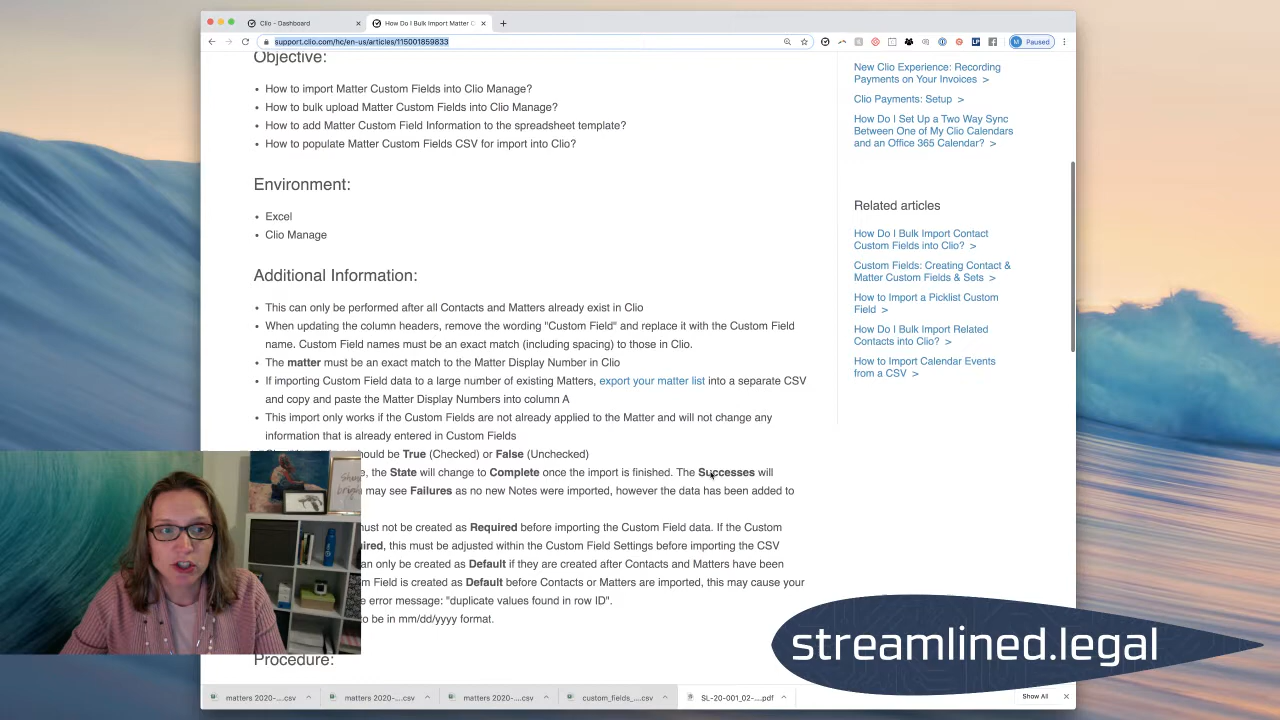 Clio - Dashboard
How Do I Bulk Import Matter C
support.clio.com/hc/en-us/articles/115001859833
Paused
Objective:
How to import Matter Custom Fields into Clio Manage?
How to bulk upload Matter Custom Fields into Clio Manage?
How to add Matter Custom Field Information to the spreadsheet template?
How to populate Matter Custom Fields CSV for import into Clio?
Environment:
Excel
Clio Manage
Additional Information:
This can only be performed after all Contacts and Matters already exist in Clio
When updating the column headers, remove the wording "Custom Field" and replace it with the Custom Field
name. Custom Field names must be an exact match (including spacing) to those in Clio.
The matter must be an exact match to the Matter Display Number in Clio
If importing Custom Field data to a large number of existing Matters, export your matter list into a separate CSV
and copy and paste the Matter Display Numbers into column A
This import only works if the Custom Fields are not already applied to the Matter and will not change any
information that is already entered in Custom Fields
should be True (Checked) or False (Unchecked)
, the State will change to Complete once the import is finished. The Successes will
may see Failures as no new Notes were imported, however the data has been added to
must not be created as Required before importing the Custom Field data. If the Custom
ired, this must be adjusted within the Custom Field Settings before importing the CSV
an only be created as Default if they are created after Contacts and Matters have been
m Field is created as Default before Contacts or Matters are imported, this may cause your
e error message: "duplicate values found in row ID".
to be in mm/dd/yyyy format.
Procedure:
New Clio Experience: Recording
Payments on Your Invoices >
Clio Payments: Setup >
How Do I Set Up a Two Way Sync
Between One of My Clio Calendars
and an Office 365 Calendar? >
Related articles
How Do I Bulk Import Contact
Custom Fields into Clio? >
Custom Fields: Creating Contact &
Matter Custom Fields & Sets >
How to Import a Picklist Custom
Field >
How Do I Bulk Import Related
Contacts into Clio? >
How to Import Calendar Events
from a CSV >
streamlined.legal
matters 2020-....csv
matters 2020-....csv
matters 2020-....csv
custom_fields_....csv
SL-20-001_02-....pdf
Show All